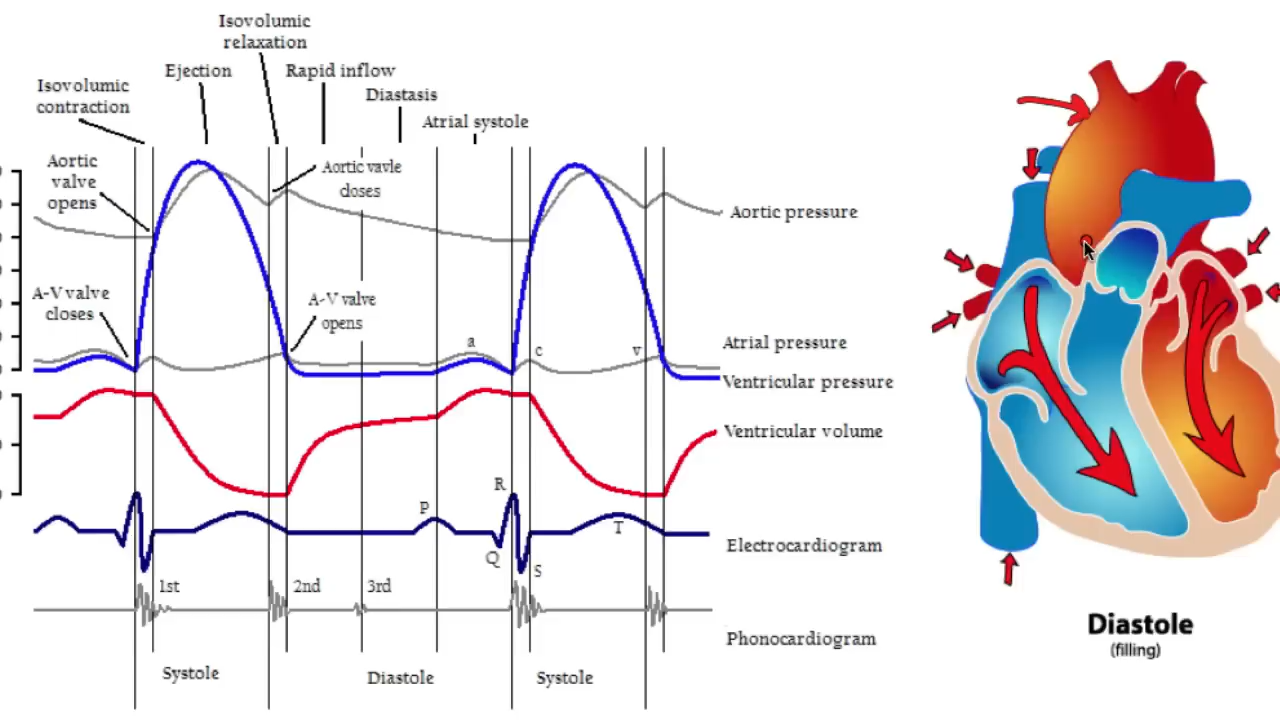 Isovolumic
relaxation
Ejection
Rapid inflow
Isovolumic
contraction
Diastasis
Atrial systole
Aortic
valve
opens
Aortic vavle
closes
Aortic pressure
A-V valve
closes
A-V valve
opens
a
c
v
Atrial pressure
Ventricular pressure
Ventricular volume
R
P
Q
S
T
Electrocardiogram
1st
2nd
3rd
Phonocardiogram
Systole
Diastole
Systole
Diastole
(filling)